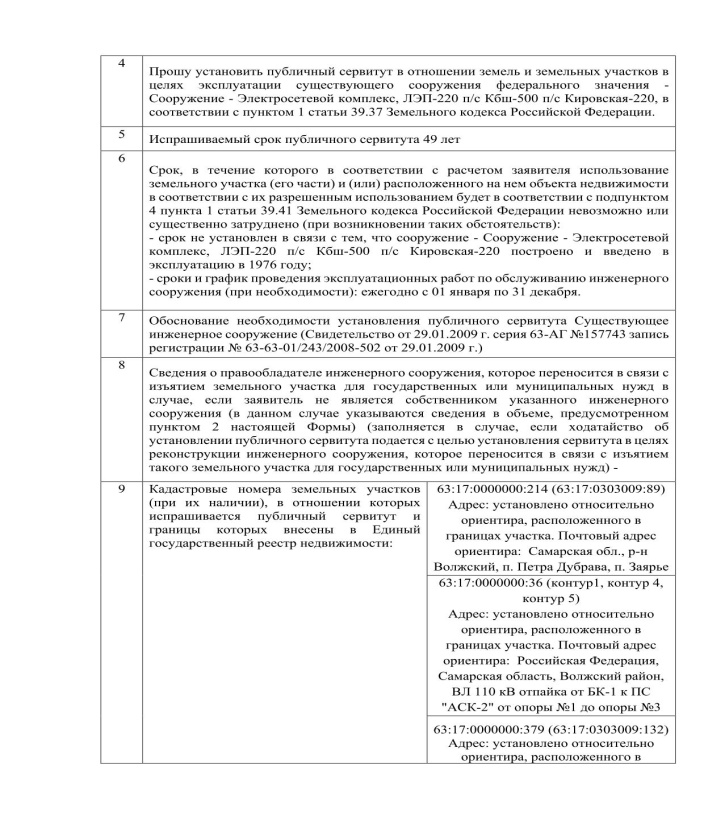 4
Прошу установить публичный сервитут в отношении земель и земельных участков в
целях эксплуатации существующего сооружения федерального значения -
Сооружение - Электросетевой комплекс, ЛЭП-220 п/с Кбш-500 п/с Кировская-220, в
соответствии с пунктом 1 статьи 39.37 Земельного кодекса Российской Федерации.
5
Испрашиваемый срок публичного сервитута 49 лет
6
Срок, в течение которого в соответствии с расчетом заявителя использование
земельного участка (его части) и (или) расположенного на нем объекта недвижимости
в соответствии с их разрешенным использованием будет в соответствии с подпунктом
4 пункта 1 статьи 39.41 Земельного кодекса Российской Федерации невозможно или
существенно затруднено (при возникновении таких обстоятельств):
- срок не установлен в связи с тем, что сооружение - Сооружение - Электросетевой
комплекс, ЛЭП-220 п/с Кбш-500 п/с Кировская-220 построено и введено в
эксплуатацию в 1976 году;
- сроки и график проведения эксплуатационных работ по обслуживанию инженерного
сооружения (при необходимости): ежегодно с 01 января по 31 декабря.
7
Обоснование необходимости установления публичного сервитута Существующее
инженерное сооружение (Свидетельство от 29.01.2009 г. серия 63-АГ №157743 запись
регистрации № 63-63-01/243/2008-502 от 29.01.2009 г.)
8
Сведения о правообладателе инженерного сооружения, которое переносится в связи с
изъятием земельного участка для государственных или муниципальных нужд в
случае, если заявитель не является собственником указанного инженерного
сооружения (в данном случае указываются сведения в объеме, предусмотренном
пунктом 2 настоящей Формы) (заполняется в случае, если ходатайство об
установлении публичного сервитута подается с целью установления сервитута в целях
реконструкции инженерного сооружения, которое переносится в связи с изъятием
такого земельного участка для государственных или муниципальных нужд) -
9
Кадастровые номера земельных участков
(при их наличии), в отношении которых
испрашивается публичный сервитут и
границы которых внесены в Единый
государственный реестр недвижимости:
63:17:0000000:214 (63:17:0303009:89)
Адрес: установлено относительно
ориентира, расположенного в
границах участка. Почтовый адрес
ориентира: Самарская обл., р-н
Волжский, п. Петра Дубрава, п. Заярье
63:17:0000000:36 (контур1, контур 4,
контур 5)
Адрес: установлено относительно
ориентира, расположенного в
границах участка. Почтовый адрес
ориентира: Российская Федерация,
Самарская область, Волжский район,
ВЛ 110 кВ отпайка от БК-1 к ПС
"АСК-2" от опоры №1 до опоры №3
63:17:0000000:379 (63:17:0303009:132)
Адрес: установлено относительно
ориентира, расположенного в